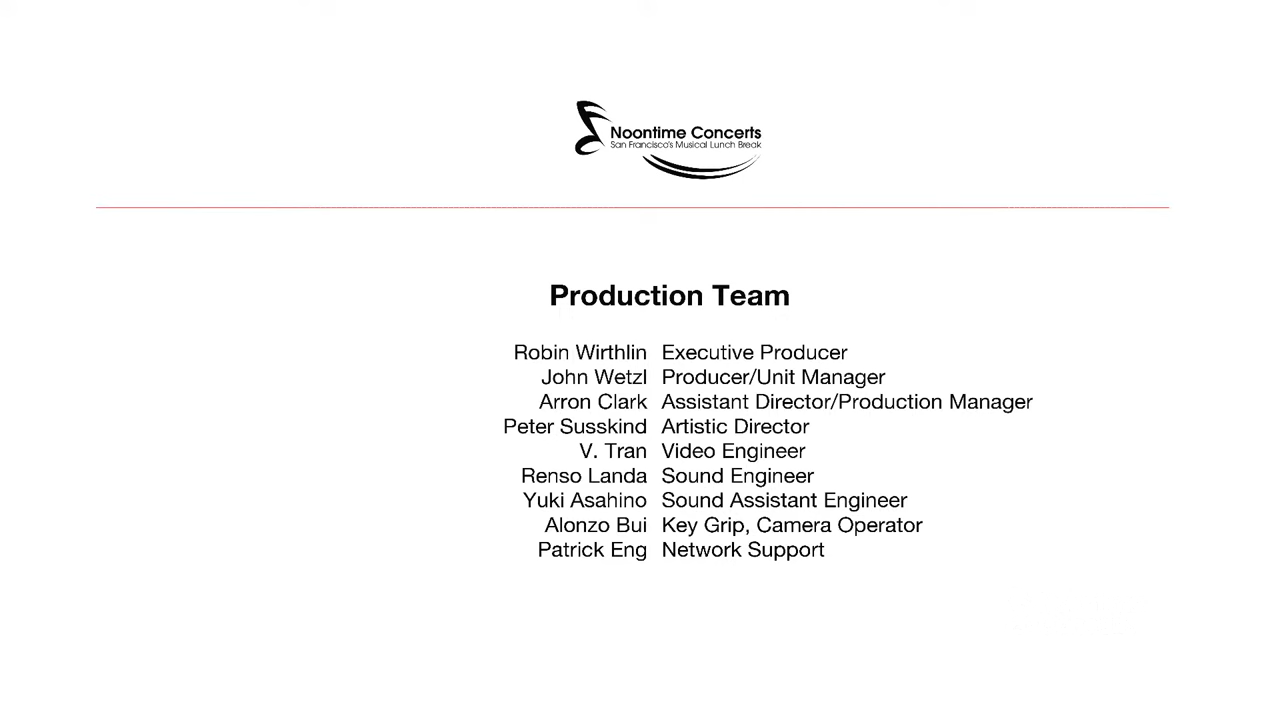 Noontime Concerts
San Francisco's Musical Lunch Break
Production Team
Robin Wirthlin Executive Producer
John Wetzl Producer/Unit Manager
Arron Clark Assistant Director/Production Manager
Peter Susskind Artistic Director
V. Tran Video Engineer
Renso Landa Sound Engineer
Yuki Asahino Sound Assistant Engineer
Alonzo Bui Key Grip, Camera Operator
Patrick Eng Network Support